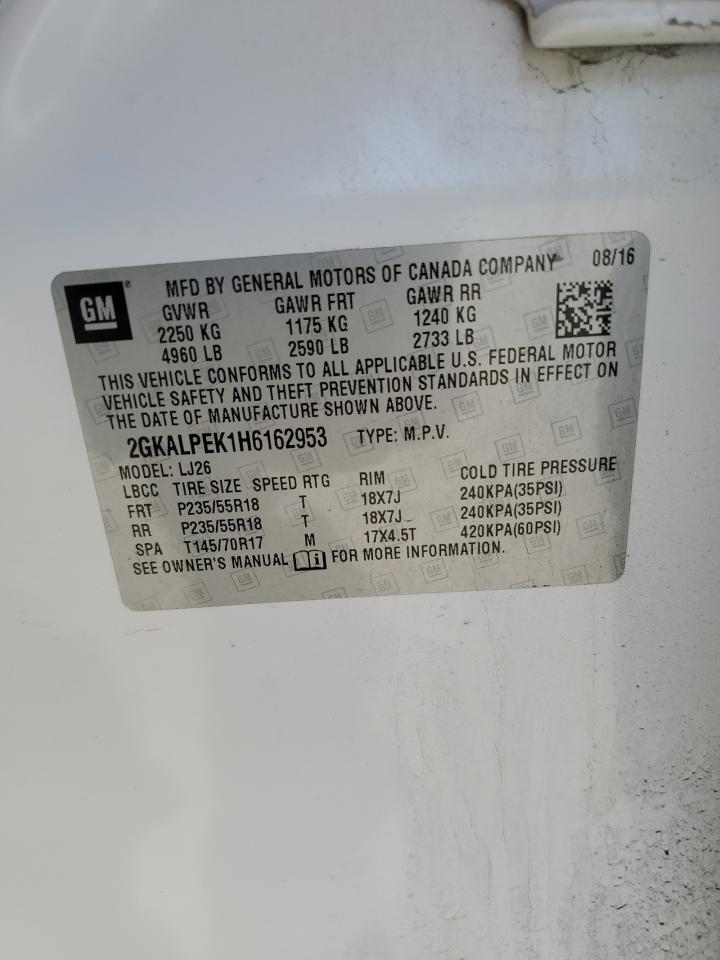 GM ® MFD BY GENERAL MOTORS OF CANADA COMPANY 08/16
GVWR GAWR FRT GAWR RR
2250 KG 1175 KG 1240 KG
4960 LB 2590 LB 2733 LB
THIS VEHICLE CONFORMS TO ALL APPLICABLE U.S. FEDERAL MOTOR
VEHICLE SAFETY AND THEFT PREVENTION STANDARDS IN EFFECT ON
THE DATE OF MANUFACTURE SHOWN ABOVE.
2GKALPEK1H6162953 TYPE: M.P.V.
MODEL: LJ26
LBCC TIRE SIZE SPEED RTG RIM COLD TIRE PRESSURE
FRT P235/55R18 T 18X7J 240KPA(35PSI)
RR P235/55R18 T 18X7J 240KPA(35PSI)
SPA T145/70R17 M 17X4.5T 420KPA(60PSI)
SEE OWNER'S MANUAL i FOR MORE INFORMATION.